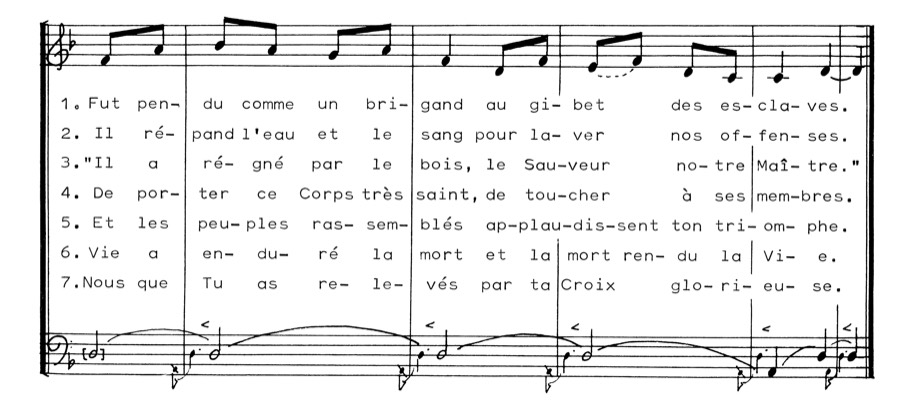 1. Fut pen- du comme un bri- gand au gi- bet des es- cla- ves.
2. Il ré- pand l'eau et le sang pour la- ver nos of- fen- ses.
3. "Il a ré- gné par le bois, le Sau-veur no- tre Maî- tre."
4. De por- ter ce Corps très saint, de tou-cher à ses mem- bres.
5. Et les peu- ples ras- sem- blés ap-plau-dis-sent ton tri- om- phe.
6. Vie a en- du- ré la mort et la mort ren- du la Vi- e.
7. Nous que Tu as re- le- vés par ta Croix glo- ri- eu- se.